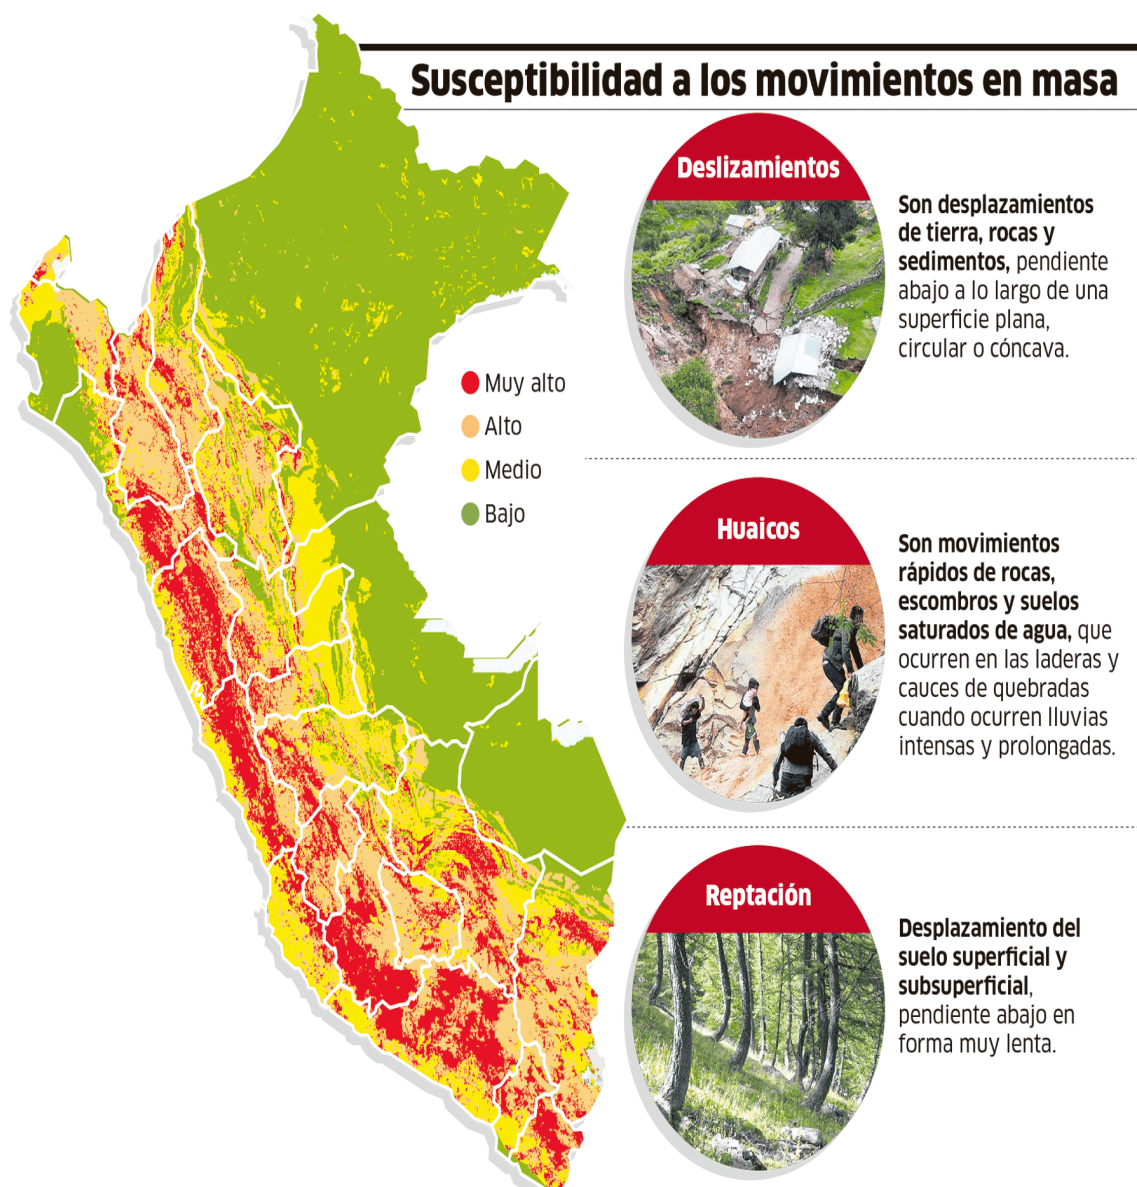 Susceptibilidad a los movimientos en masa
Muy alto
Alto
Medio
Bajo
Deslizamientos
Son desplazamientos
de tierra, rocas y
sedimentos, pendiente
abajo a lo largo de una
superficie plana,
circular o cóncava.
Huaicos
Son movimientos
rápidos de rocas,
escombros y suelos
saturados de agua, que
ocurren en las laderas y
cauces de quebradas
cuando ocurren lluvias
intensas y prolongadas.
Reptación
Desplazamiento del
suelo superficial y
subsuperficial,
pendiente abajo en
forma muy lenta.